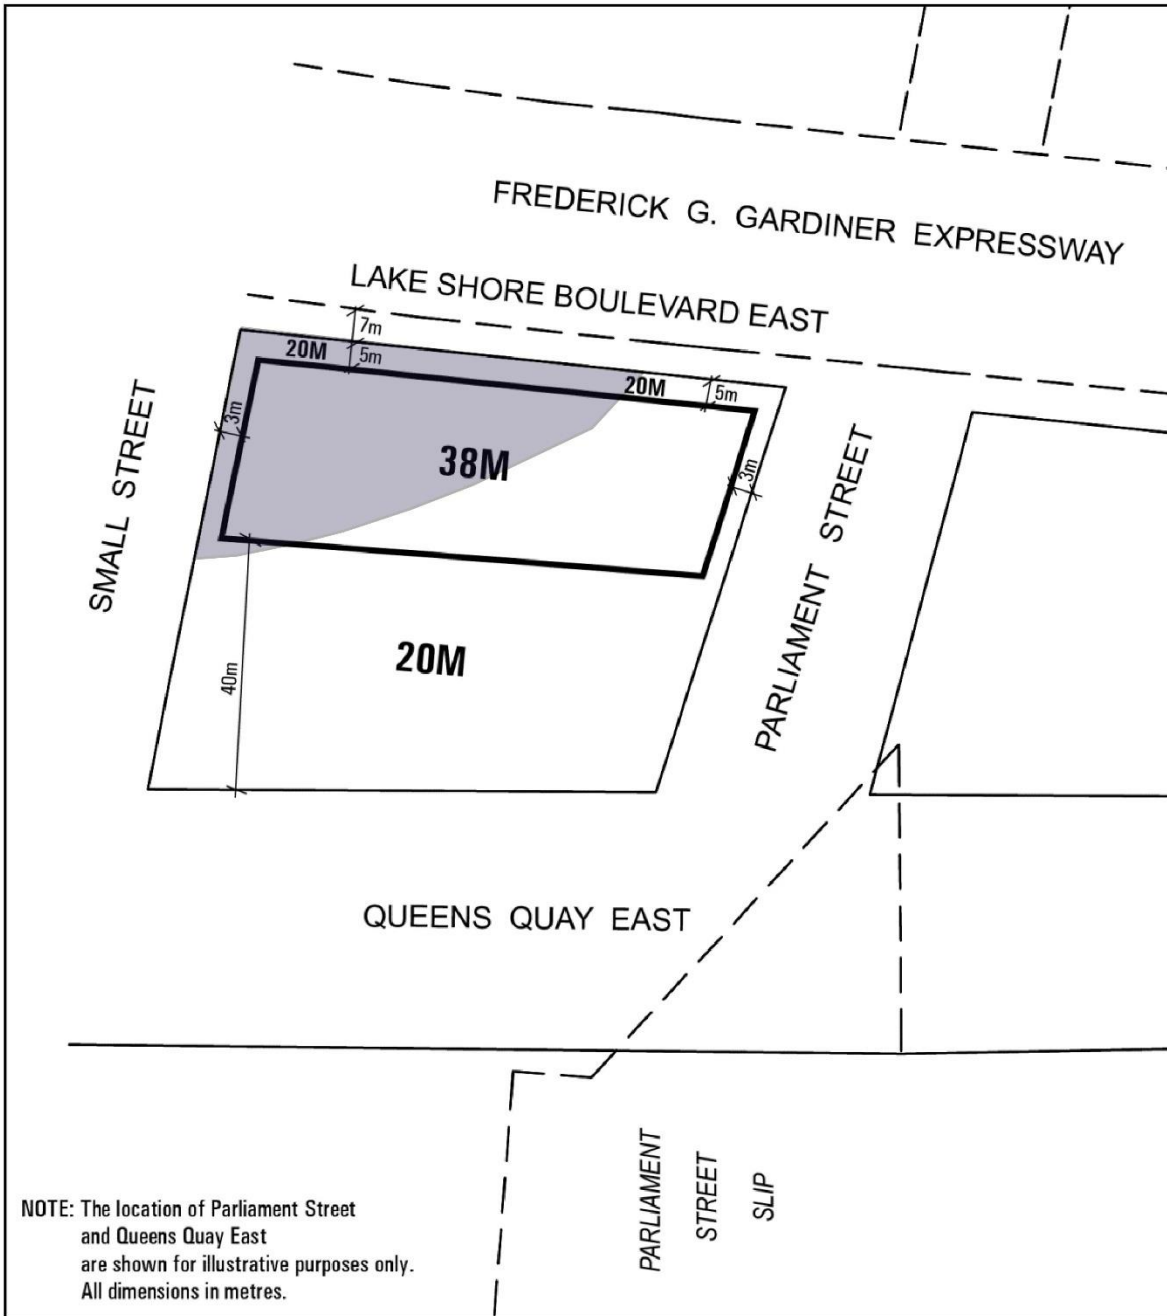 FREDERICK G. GARDINER EXPRESSWAY
LAKE SHORE BOULEVARD EAST
7m
20M
5m
20M
5m
3m
38M
3m
SMALL STREET
PARLIAMENT STREET
20M
40m
QUEENS QUAY EAST
PARLIAMENT
STREET
SLIP
NOTE: The location of Parliament Street
and Queens Quay East
are shown for illustrative purposes only.
All dimensions in metres.